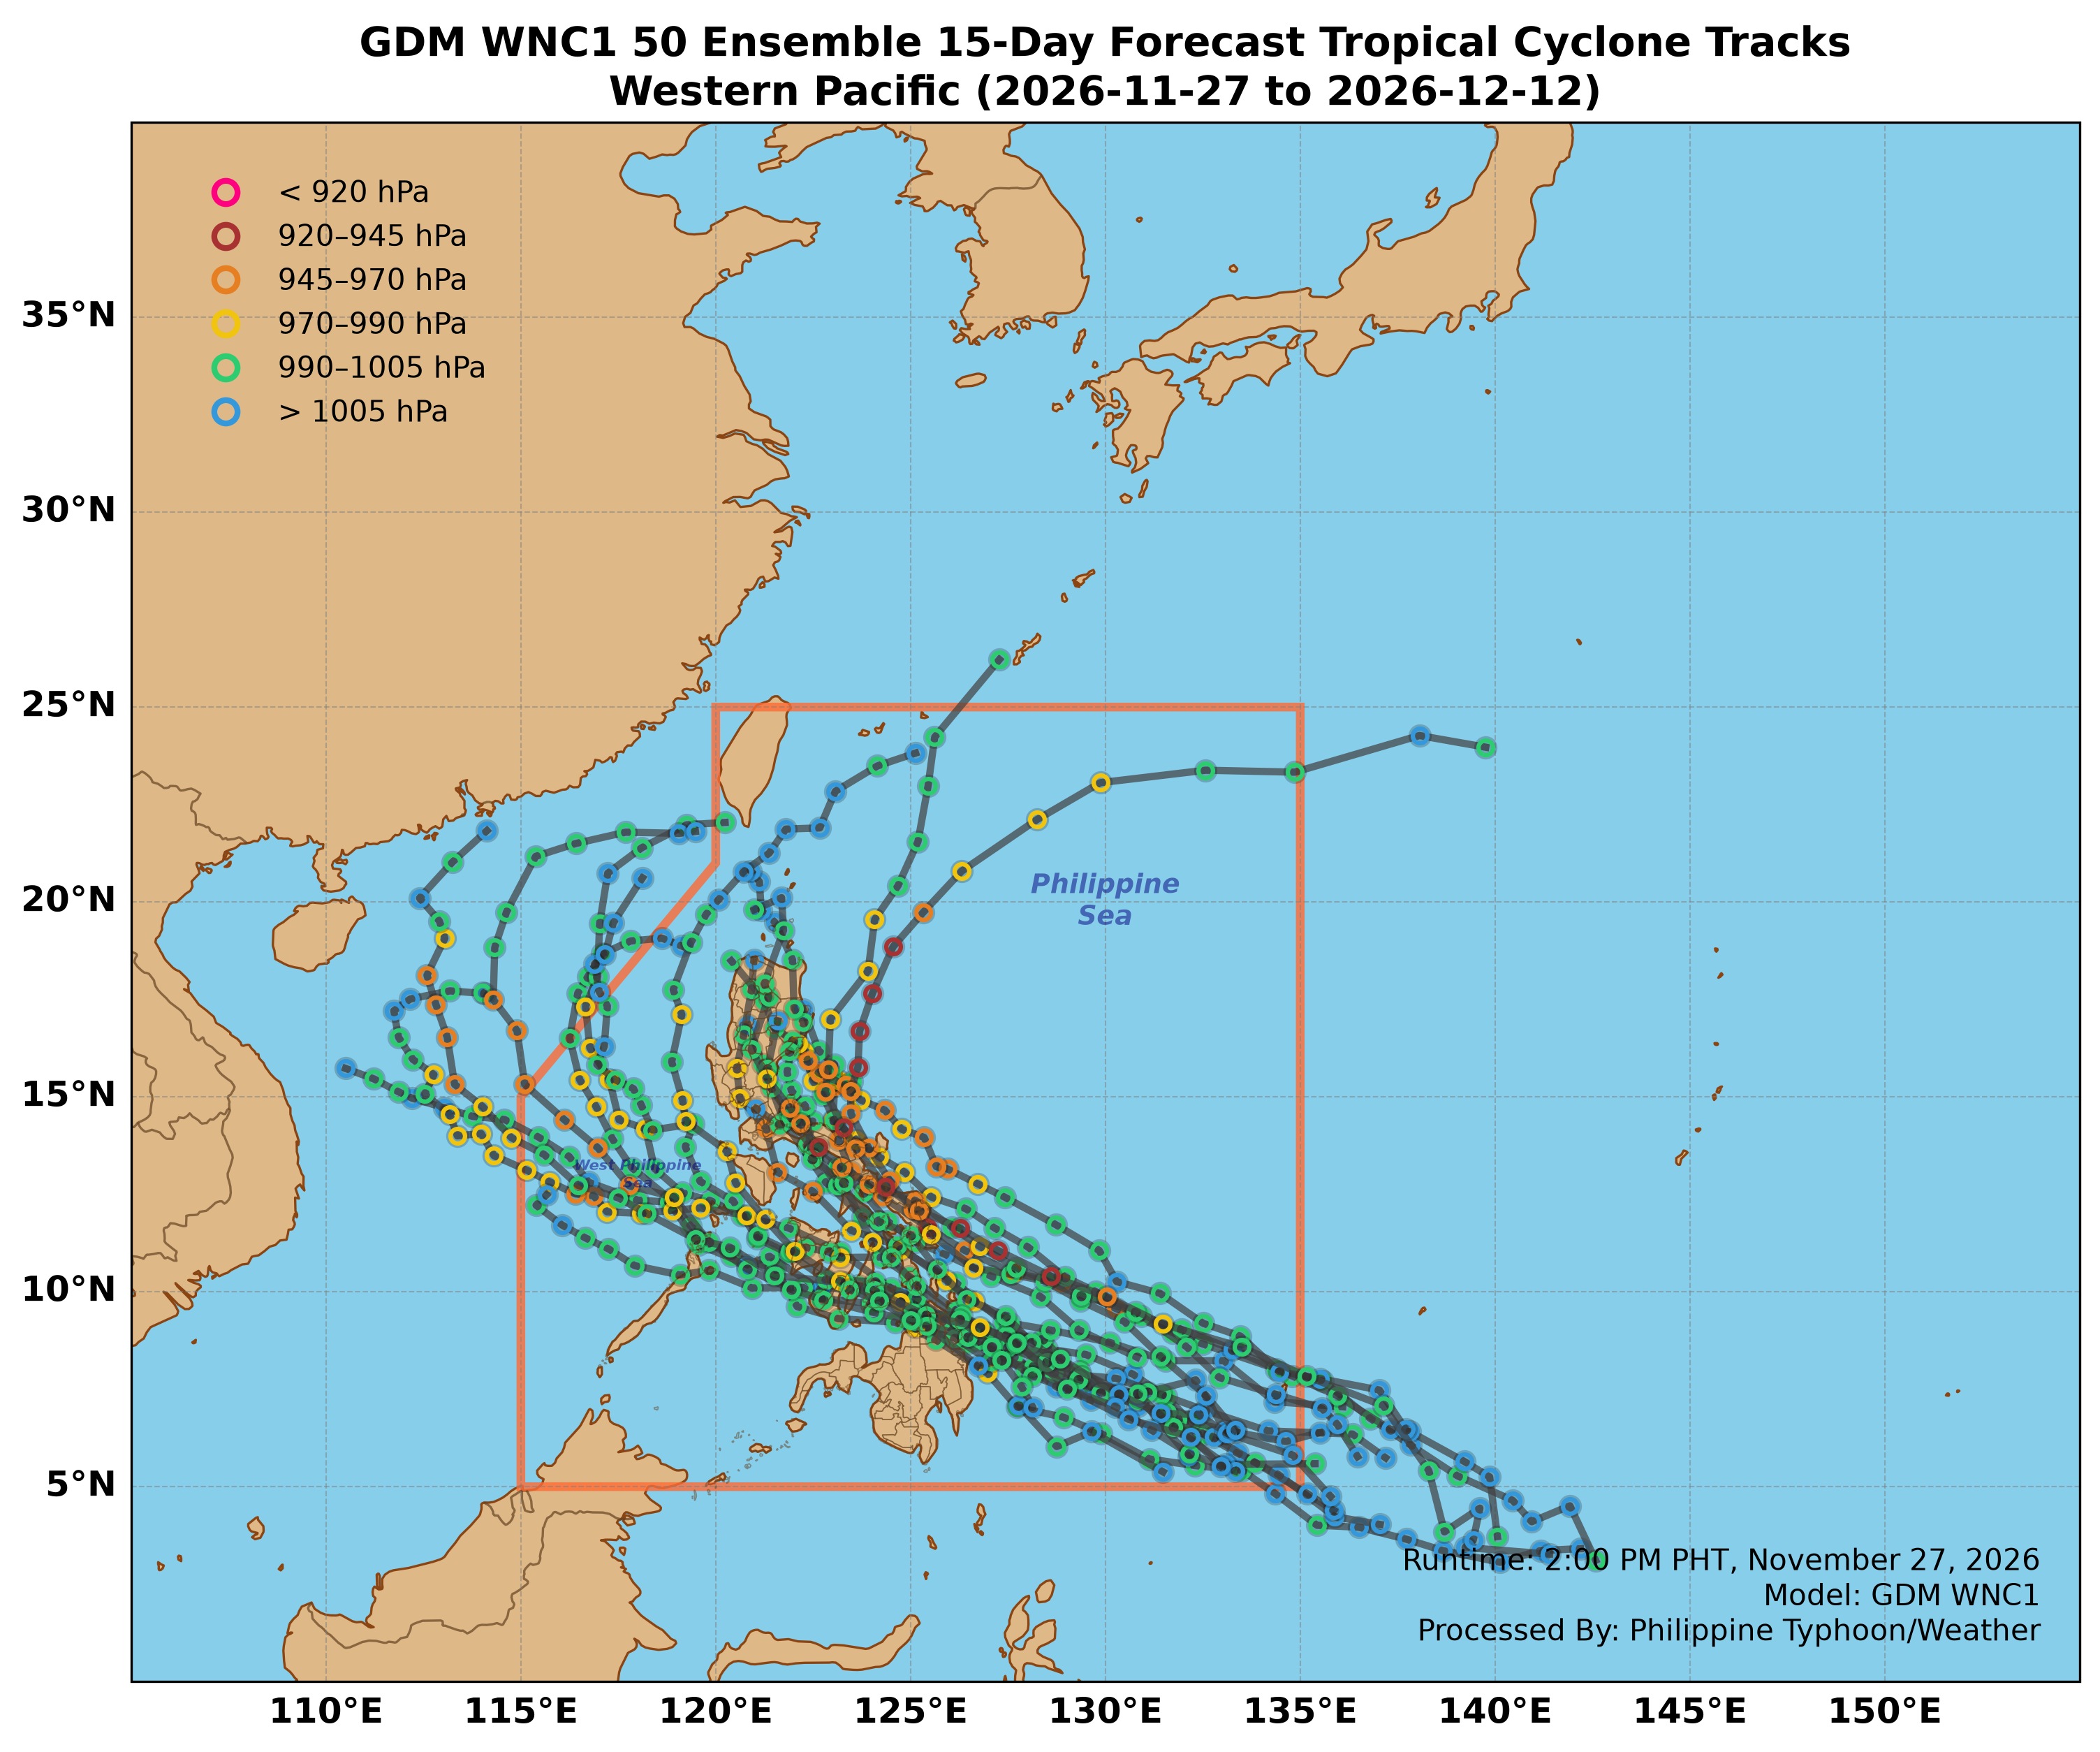 GDM WNC1 50 Ensemble 15-Day Forecast Tropical Cyclone Tracks
Western Pacific (2026-11-27 to 2026-12-12)
< 920 hPa
920–945 hPa
945–970 hPa
970–990 hPa
990–1005 hPa
> 1005 hPa
35°N
30°N
25°N
20°N
15°N
10°N
5°N
Philippine
Sea
West Philippine
Sea
Runtime: 2:00 PM PHT, November 27, 2026
Model: GDM WNC1
Processed By: Philippine Typhoon/Weather
110°E 115°E 120°E 125°E 130°E 135°E 140°E 145°E 150°E